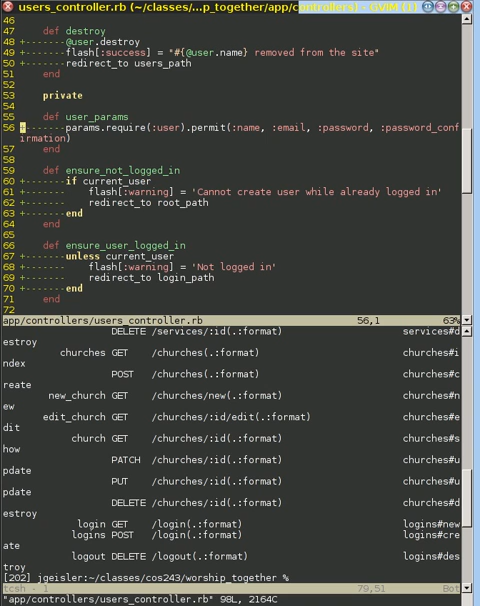 users_controller.rb (~/classes/...p_together/app/controllers) - GVIM (1)
46
47     def destroy
48 +-------@user.destroy
49 +-------flash[:success] = "#{@user.name} removed from the site"
50 +-------redirect_to users_path
51     end
52
53     private
54
55     def user_params
56 +-------params.require(:user).permit(:name, :email, :password, :password_conf
irmation)
57     end
58
59     def ensure_not_logged_in
60 +-------if current_user
61 +-------    flash[:warning] = 'Cannot create user while already logged in'
62 +-------    redirect_to root_path
63 +-------end
64     end
65
66     def ensure_user_logged_in
67 +-------unless current_user
68 +-------    flash[:warning] = 'Not logged in'
69 +-------    redirect_to login_path
70 +-------end
71     end
72
app/controllers/users_controller.rb 56,1 63%
DELETE /services/:id(.:format) services#d
estroy
churches GET /churches(.:format) churches#i
ndex
POST /churches(.:format) churches#c
reate
new_church GET /churches/new(.:format) churches#n
ew
edit_church GET /churches/:id/edit(.:format) churches#e
dit
church GET /churches/:id(.:format) churches#s
how
PATCH /churches/:id(.:format) churches#u
pdate
PUT /churches/:id(.:format) churches#u
pdate
DELETE /churches/:id(.:format) churches#d
estroy
login GET /login(.:format) logins#new
logins POST /login(.:format) logins#cre
ate
logout DELETE /logout(.:format) logins#des
troy
[202] jgeisler:~/classes/cos243/worship_together %
tcsh - 1 79,51 Bot
"app/controllers/users_controller.rb" 98L, 2164C